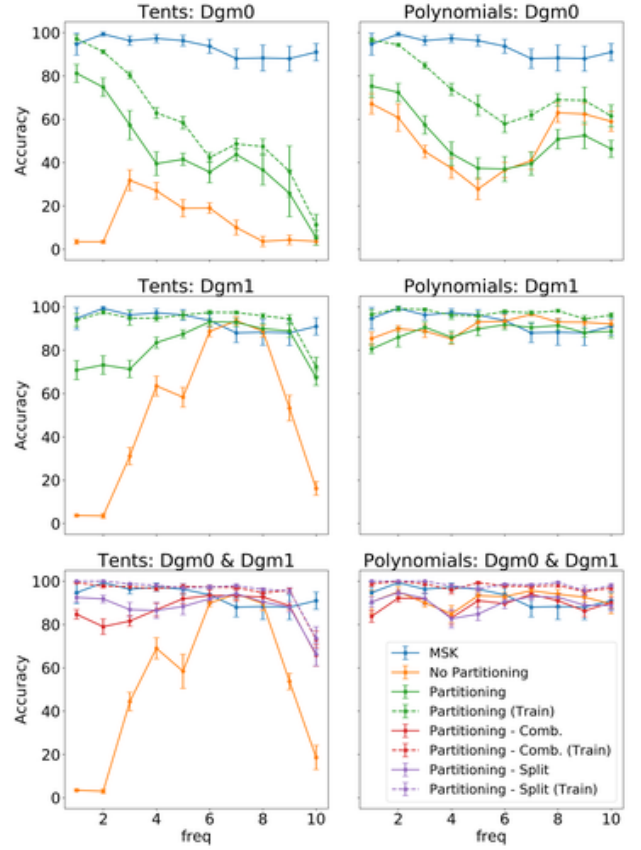 Tents: Dgm0
Polynomials: Dgm0
Accuracy
100
80
60
40
20
0
Tents: Dgm1
Polynomials: Dgm1
Accuracy
100
80
60
40
20
0
Tents: Dgm0 & Dgm1
Polynomials: Dgm0 & Dgm1
Accuracy
100
80
60
40
20
0
MSK
No Partitioning
Partitioning
Partitioning (Train)
Partitioning - Comb.
Partitioning - Comb. (Train)
Partitioning - Split
Partitioning - Split (Train)
2 4 6 8 10
2 4 6 8 10
freq
freq